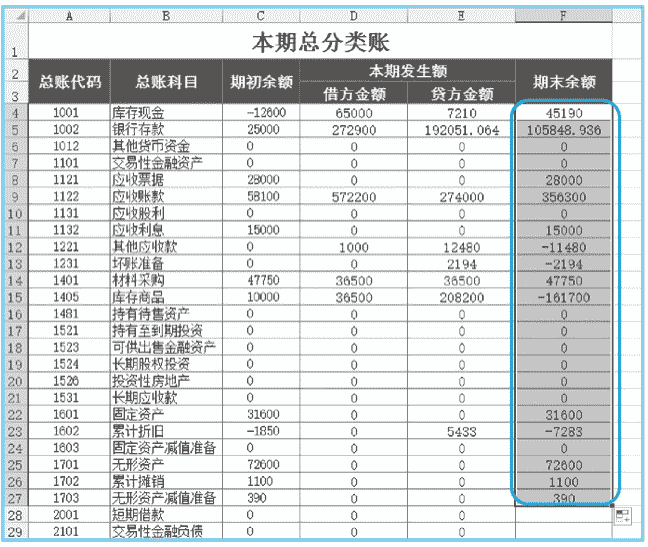 A B C D E F
1 本期总分类账
2 总账代码 总账科目 期初余额 本期发生额 期末余额
3 借方金额 贷方金额
4 1001 库存现金 -12600 65000 7210 45190
5 1002 银行存款 25000 272900 192051.064 105848.936
6 1012 其他货币资金 0 0 0 0
7 1101 交易性金融资产 0 0 0 0
8 1121 应收票据 28000 0 0 28000
9 1122 应收账款 58100 572200 274000 356300
10 1131 应收股利 0 0 0 0
11 1132 应收利息 15000 0 0 15000
12 1221 其他应收款 0 1000 12480 -11480
13 1231 坏账准备 0 0 2194 -2194
14 1401 材料采购 47750 36500 36500 47750
15 1405 库存商品 10000 36500 208200 -161700
16 1481 持有待售资产 0 0 0 0
17 1521 持有至到期投资 0 0 0 0
18 1523 可供出售金融资产 0 0 0 0
19 1524 长期股权投资 0 0 0 0
20 1526 投资性房地产 0 0 0 0
21 1531 长期应收款 0 0 0 0
22 1601 固定资产 31600 0 0 31600
23 1602 累计折旧 -1850 0 5433 -7283
24 1603 固定资产减值准备 0 0 0 0
25 1701 无形资产 72600 0 0 72600
26 1702 累计摊销 1100 0 0 1100
27 1703 无形资产减值准备 390 0 0 390
28 2001 短期借款 0 0 0
29 2101 交易性金融负债 0 0 0